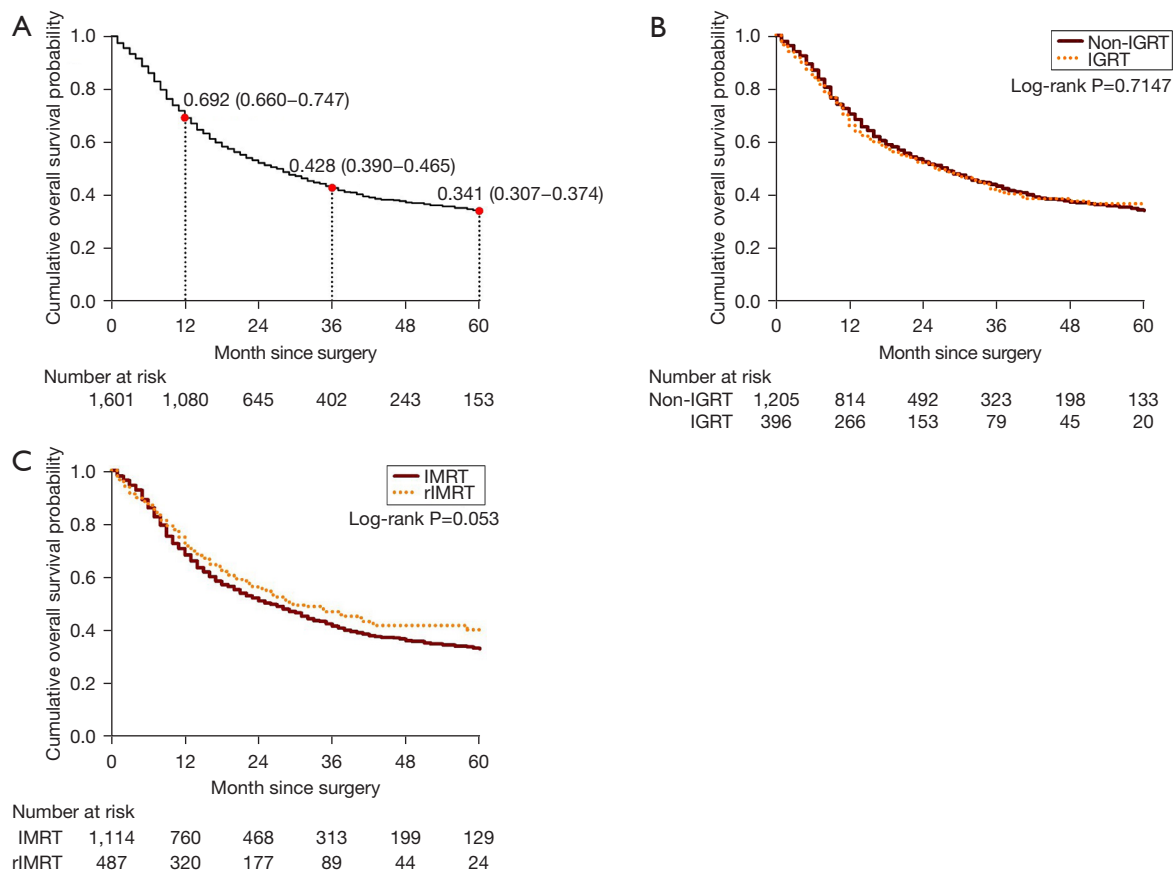 A
Cumulative overall survival probability
1.0
0.8
0.6
0.4
0.2
0.0
0.692 (0.660–0.747)
0.428 (0.390–0.465)
0.341 (0.307–0.374)
0 12 24 36 48 60
Month since surgery
Number at risk
1,601 1,080 645 402 243 153
B
Cumulative overall survival probability
1.0
0.8
0.6
0.4
0.2
0.0
Non-IGRT
IGRT
Log-rank P=0.7147
0 12 24 36 48 60
Month since surgery
Number at risk
Non-IGRT 1,205 814 492 323 198 133
IGRT 396 266 153 79 45 20
C
Cumulative overall survival probability
1.0
0.8
0.6
0.4
0.2
0.0
IMRT
rIMRT
Log-rank P=0.053
0 12 24 36 48 60
Month since surgery
Number at risk
IMRT 1,114 760 468 313 199 129
rIMRT 487 320 177 89 44 24